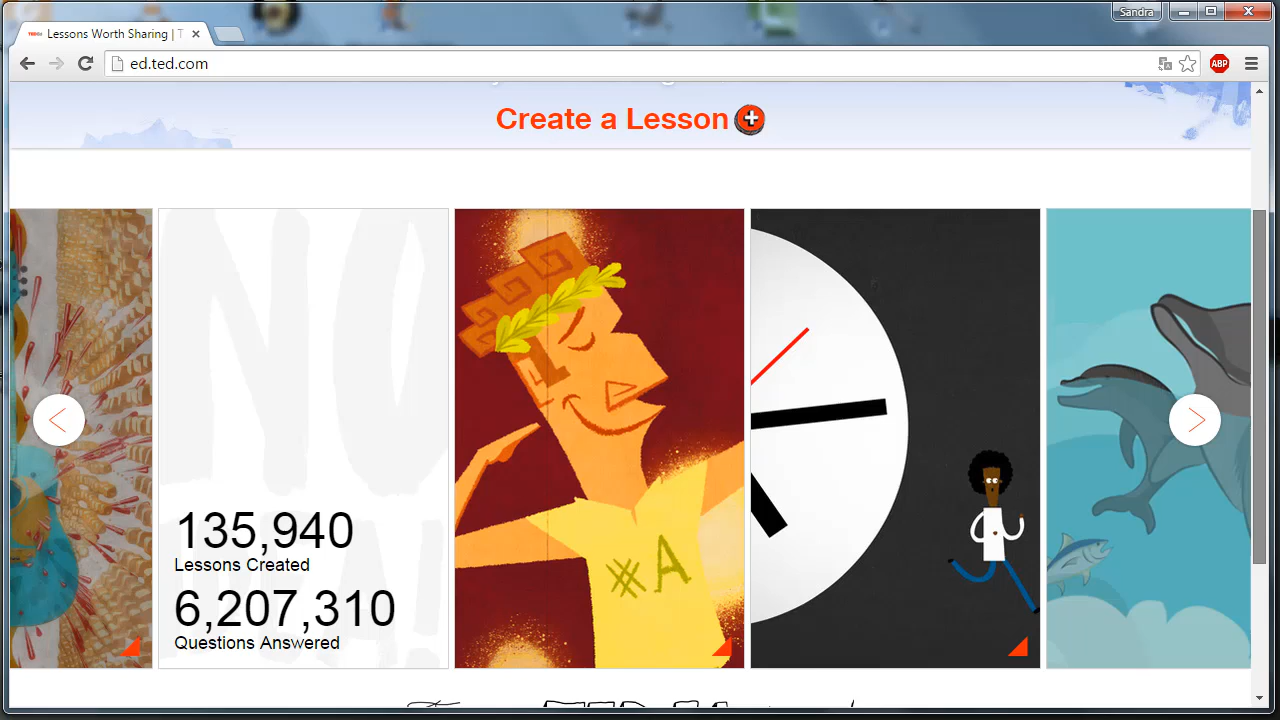 Sandra
Lessons Worth Sharing | T
ed.ted.com
ABP
Create a Lesson
NO
135,940
Lessons Created
6,207,310
Questions Answered
#A